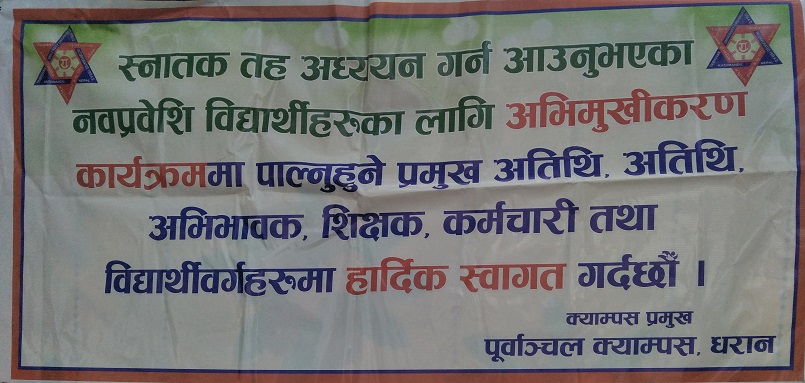 स्नातक तह अध्ययन गर्न आउनुभएका
नवप्रवेशि विद्यार्थीहरुका लागि अभिमुखीकरण
कार्यक्रममा पाल्नुहुने प्रमुख अतिथि, अतिथि,
अभिभावक, शिक्षक, कर्मचारी तथा
विद्यार्थीवर्गहरुमा हार्दिक स्वागत गर्दछौं ।
क्याम्पस प्रमुख
पूर्वाञ्चल क्याम्पस, धरान